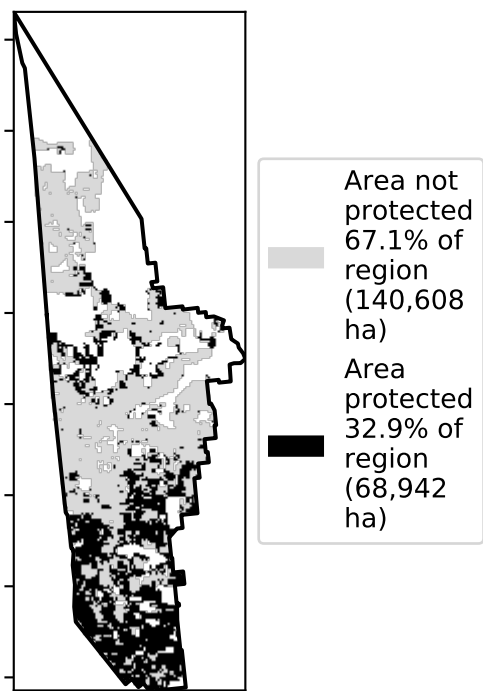 Area not
protected
67.1% of
region
(140,608
ha)
Area
protected
32.9% of
region
(68,942
ha)